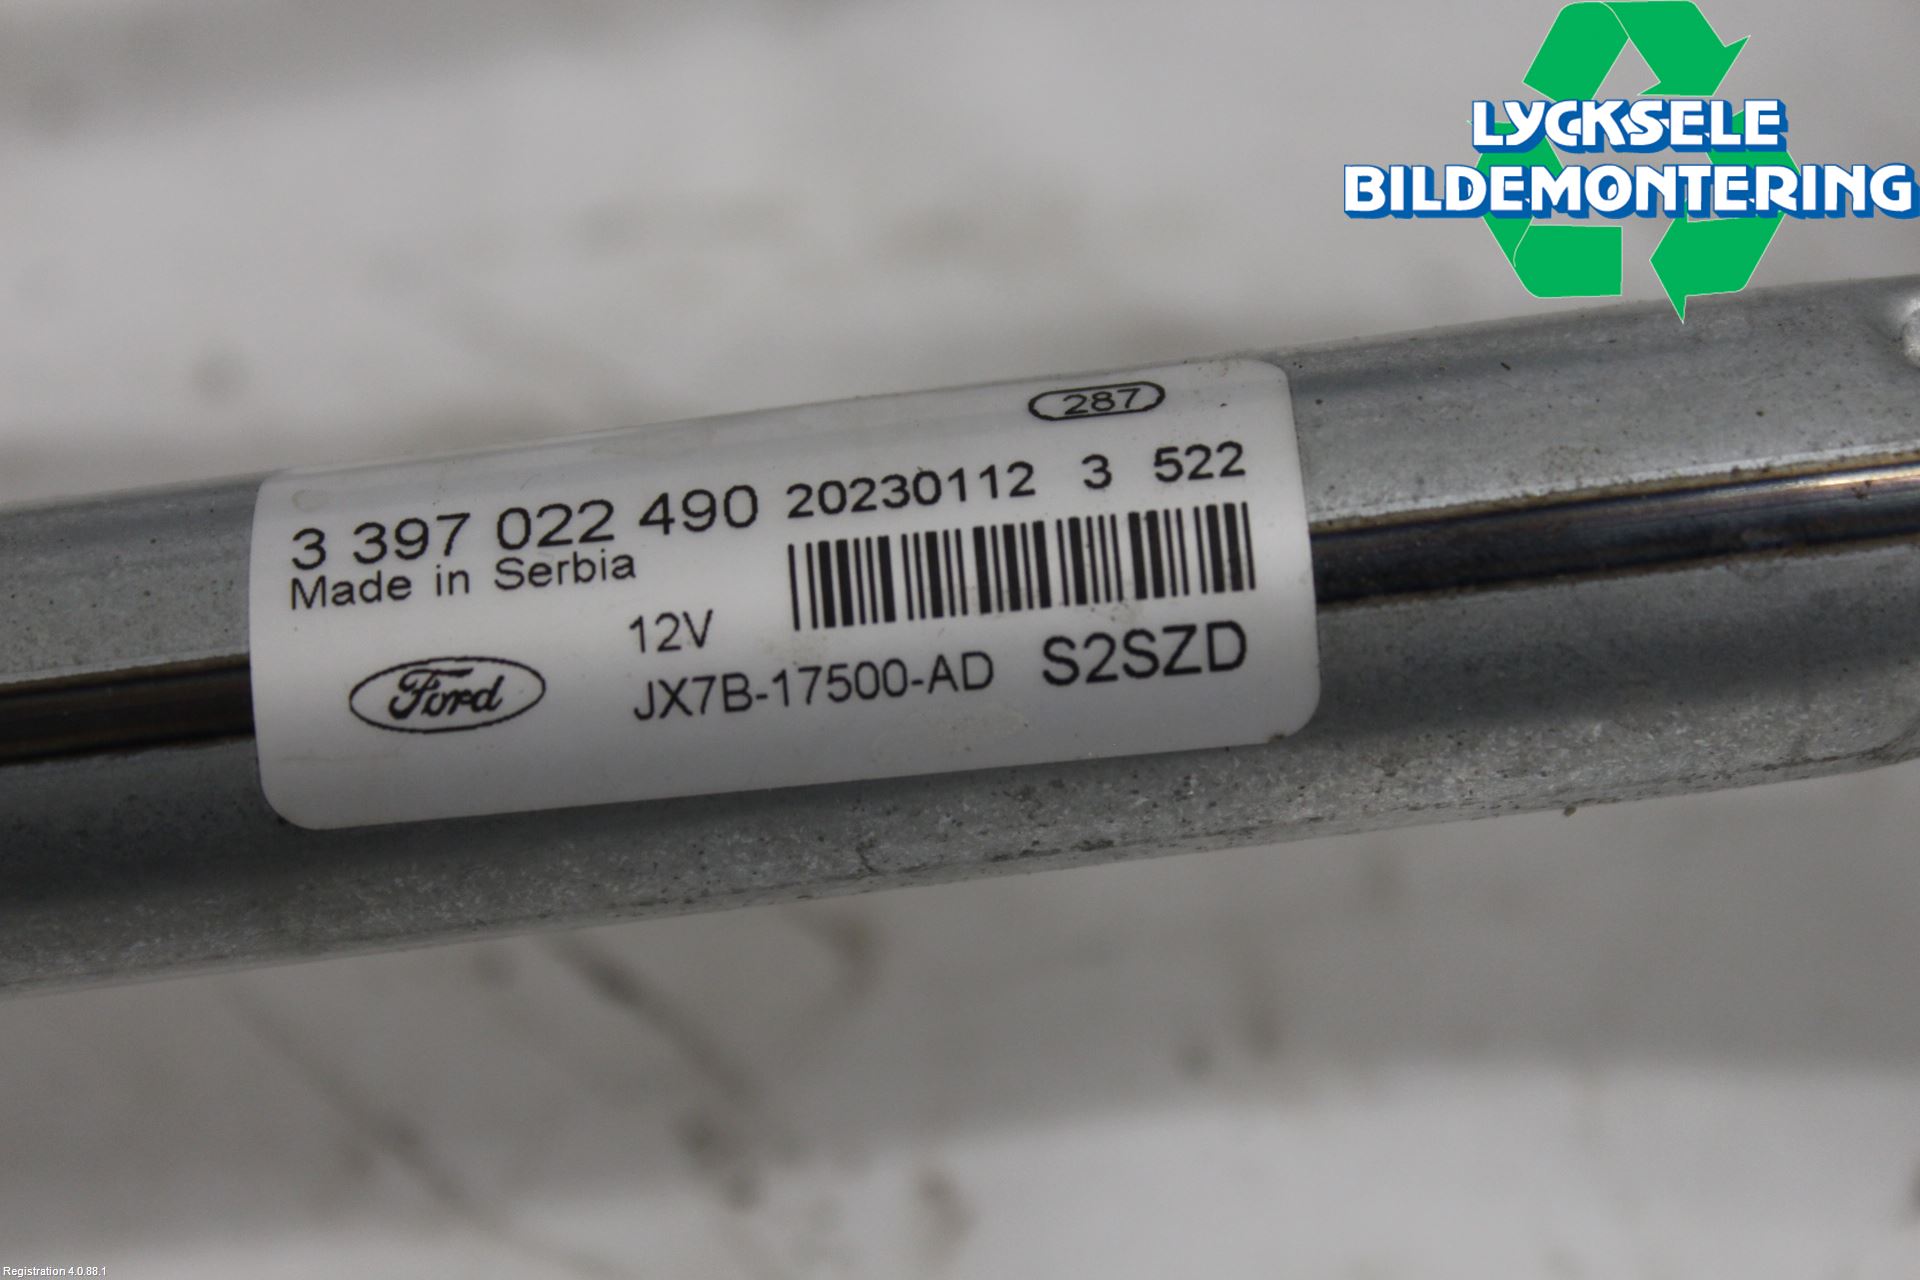 LYCKSELE
BILDEMONTERING
287
3 397 022 490 20230112 3 522
Made in Serbia
12V
Ford JX7B-17500-AD S2SZD
Registration 4.0.88.1